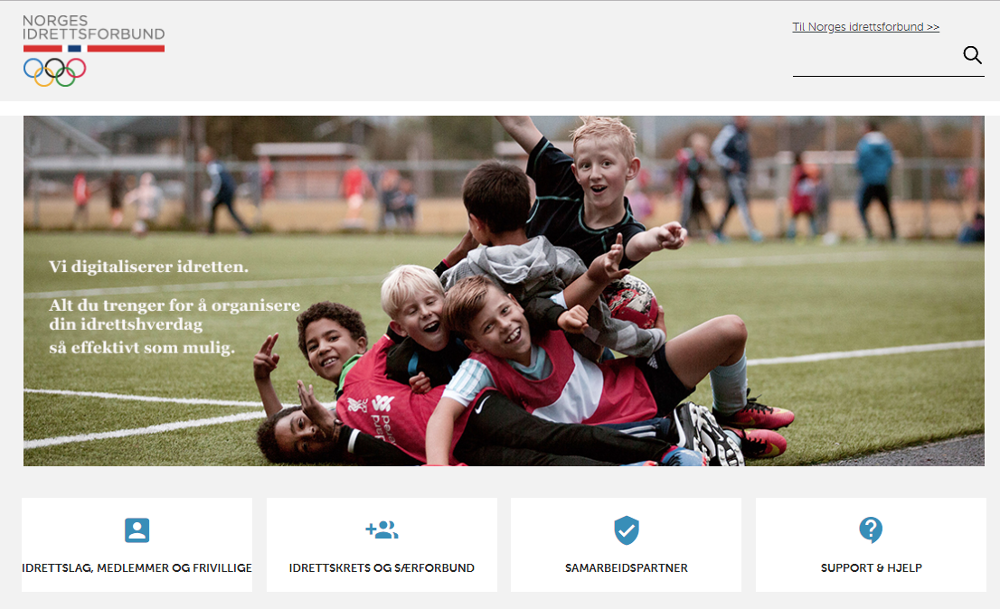 NORGES
IDRETTSFORBUND
Til Norges idrettsforbund >>
Vi digitaliserer idretten.
Alt du trenger for å organisere
din idrettshverdag
så effektivt som mulig.
IDRETTSLAG, MEDLEMMER OG FRIVILLIGE
IDRETTSKRETS OG SÆRFORBUND
SAMARBEIDSPARTNER
SUPPORT & HJELP